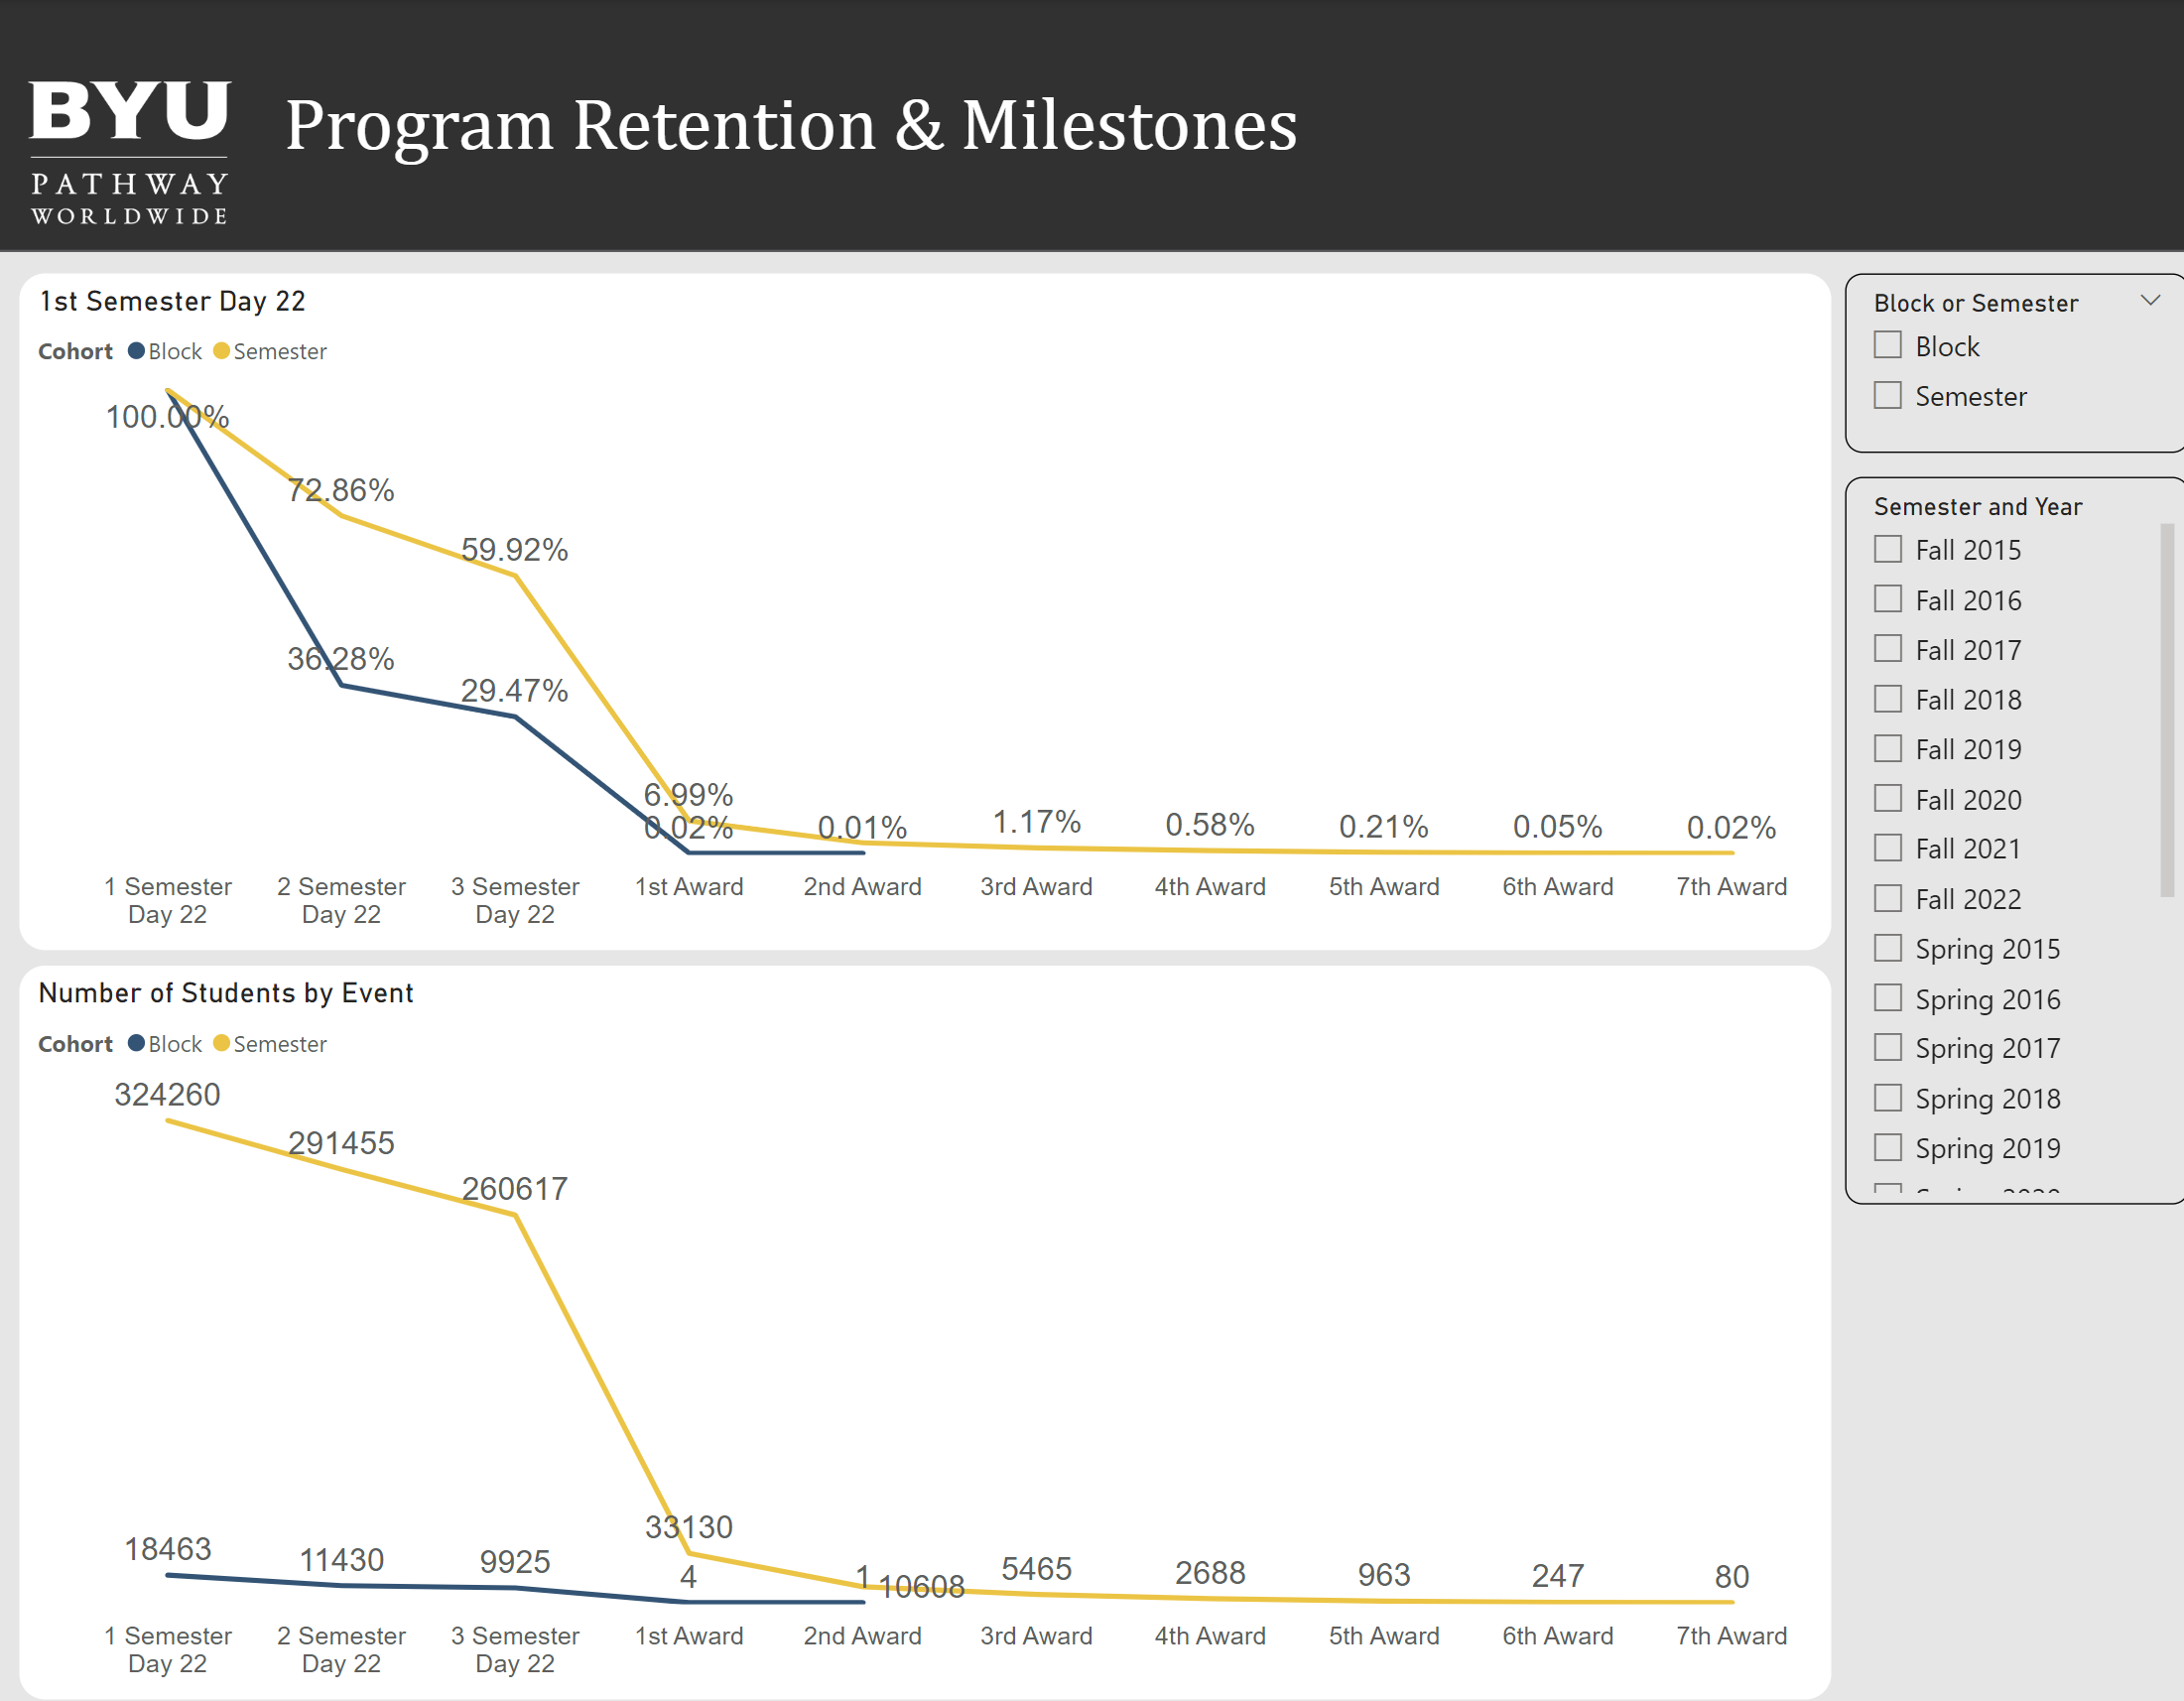 BYU
PATHWAY
WORLDWIDE
Program Retention & Milestones
1st Semester Day 22
Cohort Block Semester
100.00%
72.86%
59.92%
36.28%
29.47%
6.99%
0.02%
0.01%
1.17%
0.58%
0.21%
0.05%
0.02%
1 Semester
Day 22
2 Semester
Day 22
3 Semester
Day 22
1st Award
2nd Award
3rd Award
4th Award
5th Award
6th Award
7th Award
Number of Students by Event
Cohort Block Semester
324260
291455
260617
33130
18463
11430
9925
4
1
10608
5465
2688
963
247
80
1 Semester
Day 22
2 Semester
Day 22
3 Semester
Day 22
1st Award
2nd Award
3rd Award
4th Award
5th Award
6th Award
7th Award
Block or Semester
Block
Semester
Semester and Year
Fall 2015
Fall 2016
Fall 2017
Fall 2018
Fall 2019
Fall 2020
Fall 2021
Fall 2022
Spring 2015
Spring 2016
Spring 2017
Spring 2018
Spring 2019